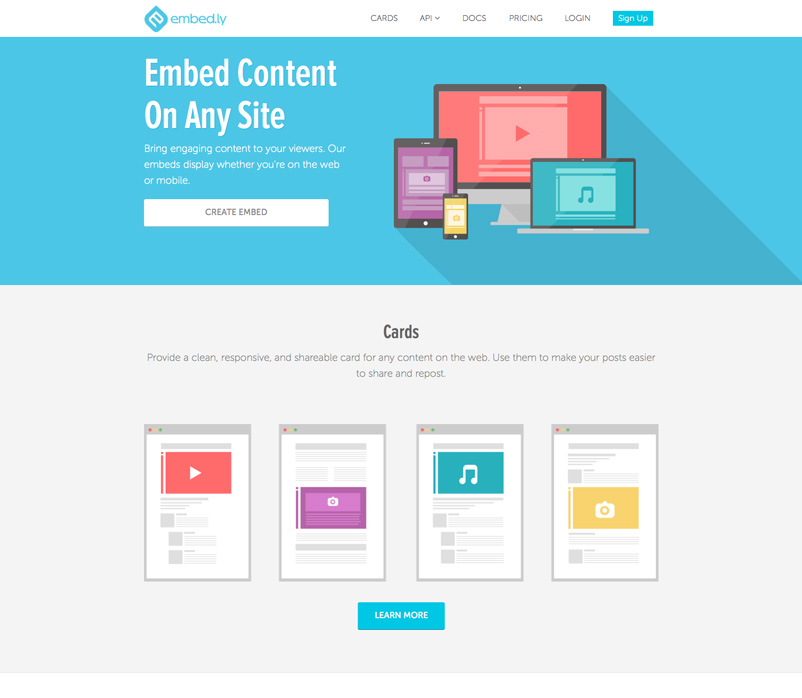 embed.ly
CARDS API DOCS PRICING LOGIN Sign Up
Embed Content
On Any Site
Bring engaging content to your viewers. Our
embeds display whether you're on the web
or mobile.
CREATE EMBED
Cards
Provide a clean, responsive, and shareable card for any content on the web. Use them to make your posts easier
to share and repost.
LEARN MORE